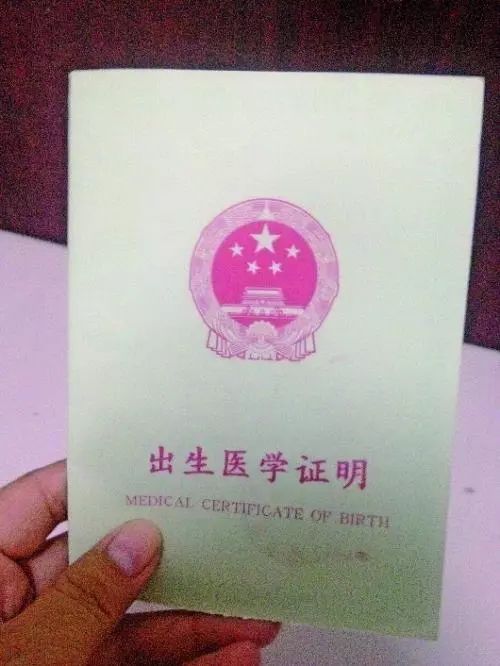 出生医学证明
MEDICAL CERTIFICATE OF BIRTH